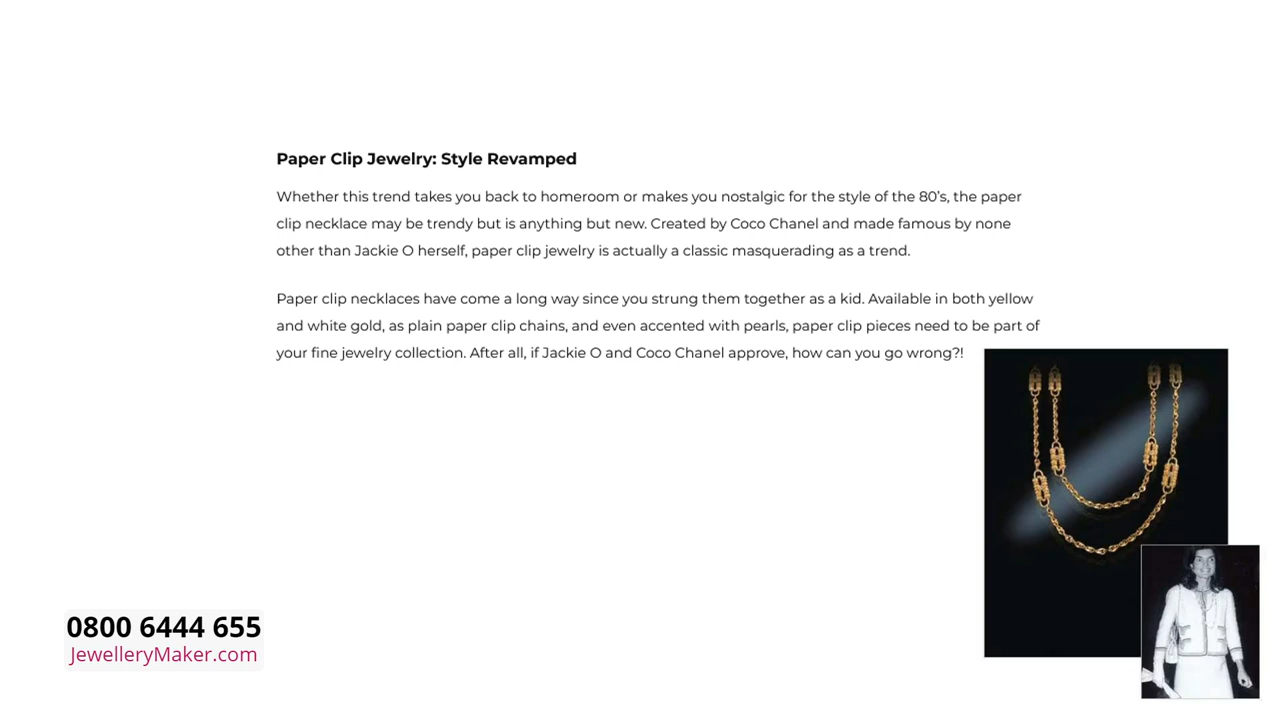 Paper Clip Jewelry: Style Revamped
Whether this trend takes you back to homeroom or makes you nostalgic for the style of the 80's, the paper
clip necklace may be trendy but is anything but new. Created by Coco Chanel and made famous by none
other than Jackie O herself, paper clip jewelry is actually a classic masquerading as a trend.
Paper clip necklaces have come a long way since you strung them together as a kid. Available in both yellow
and white gold, as plain paper clip chains, and even accented with pearls, paper clip pieces need to be part of
your fine jewelry collection. After all, if Jackie O and Coco Chanel approve, how can you go wrong?!
0800 6444 655
JewelleryMaker.com